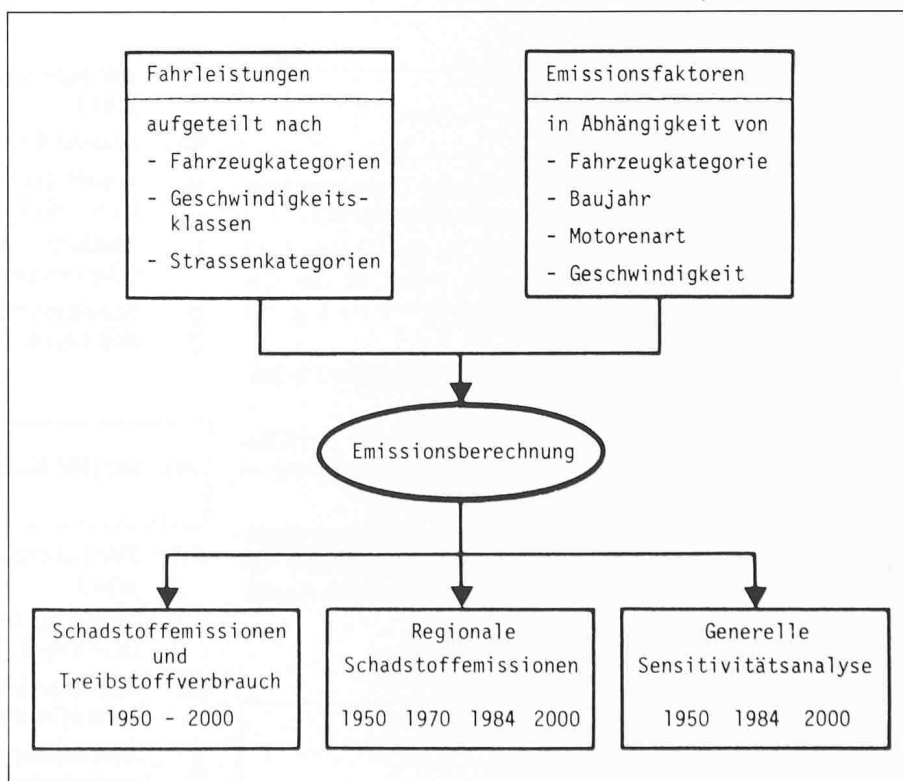 Fahrleistungen
aufgeteilt nach
- Fahrzeugkategorien
- Geschwindigkeits-
klassen
- Strassenkategorien
Emissionsfaktoren
in Abhängigkeit von
- Fahrzeugkategorie
- Baujahr
- Motorenart
- Geschwindigkeit
Emissionsberechnung
Schadstoffemissionen
und
Treibstoffverbrauch
1950 - 2000
Regionale
Schadstoffemissionen
1950 1970 1984 2000
Generelle
Sensitivitätsanalyse
1950 1984 2000